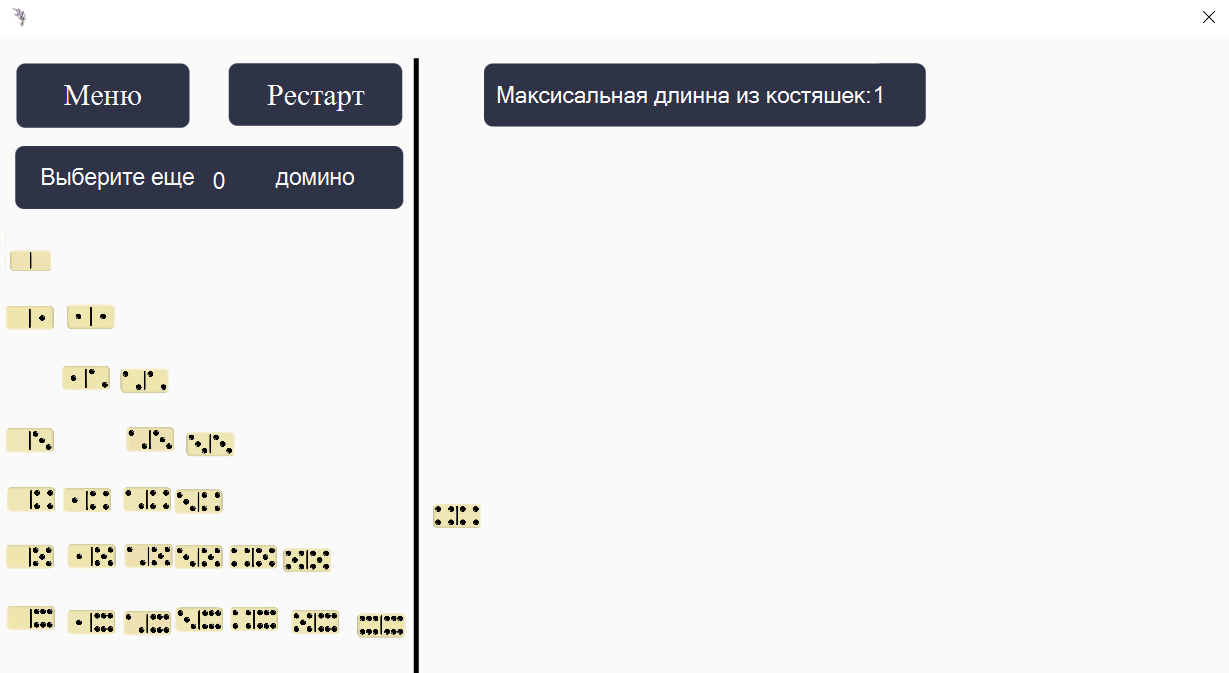 Меню
Рестарт
Максисальная длинна из костяшек:1
Выберите еще 0 домино